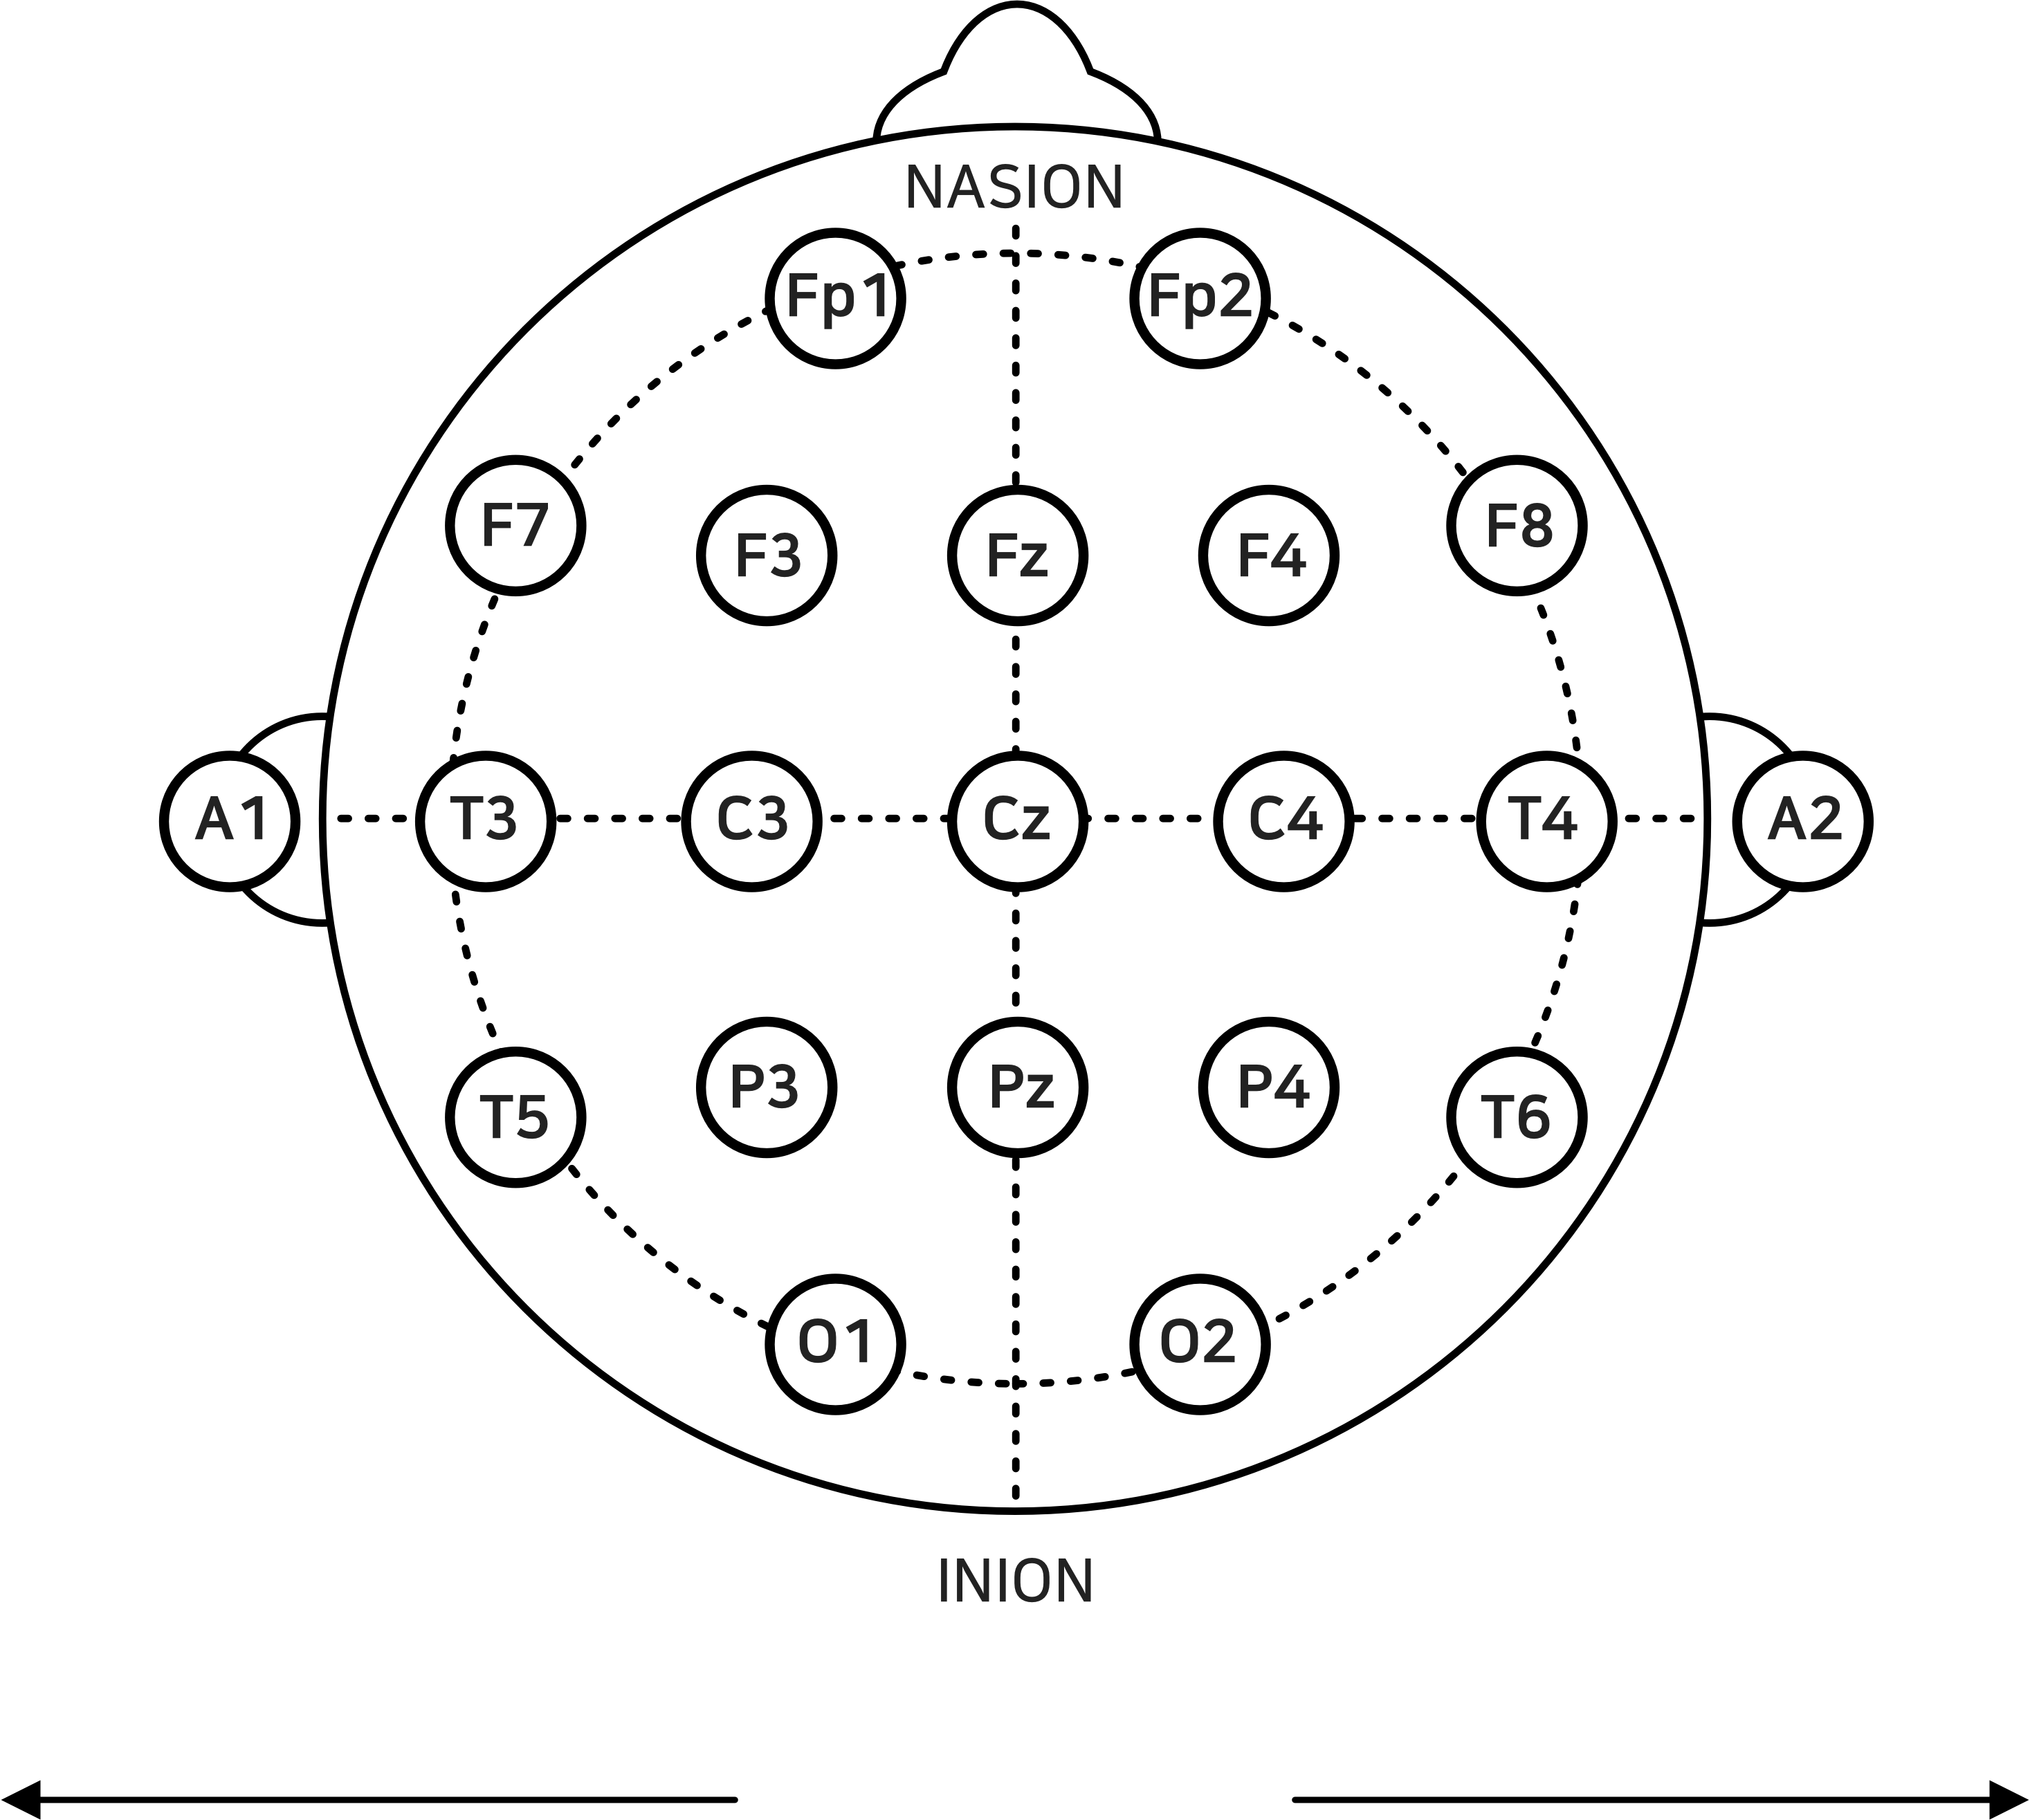 NASION
Fp1 Fp2
F7 F3 Fz F4 F8
A1 T3 C3 Cz C4 T4 A2
T5 P3 Pz P4 T6
O1 O2
INION